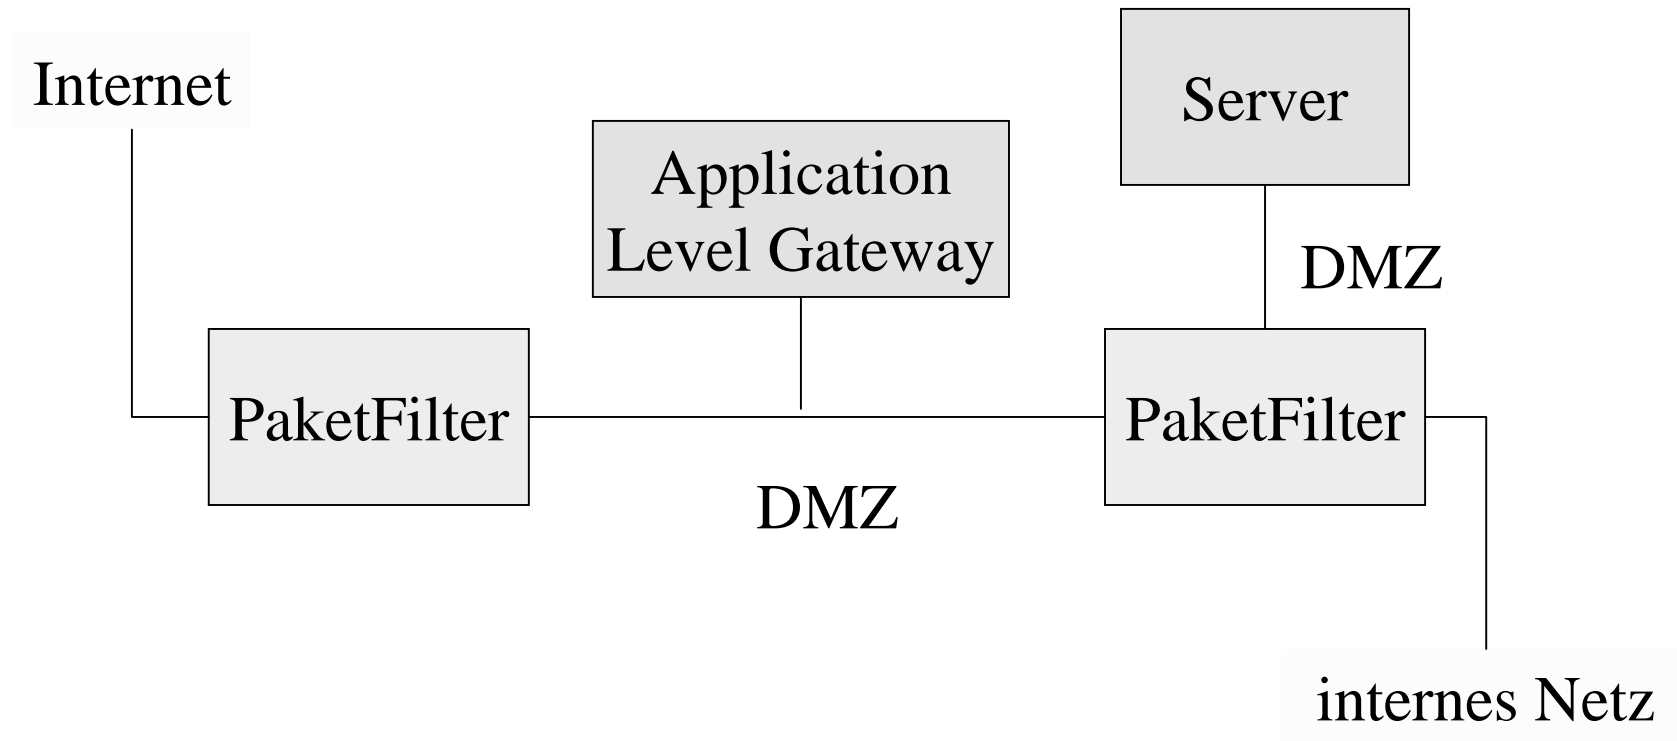 Internet
Server
Application
Level Gateway
DMZ
PaketFilter
PaketFilter
DMZ
internes Netz